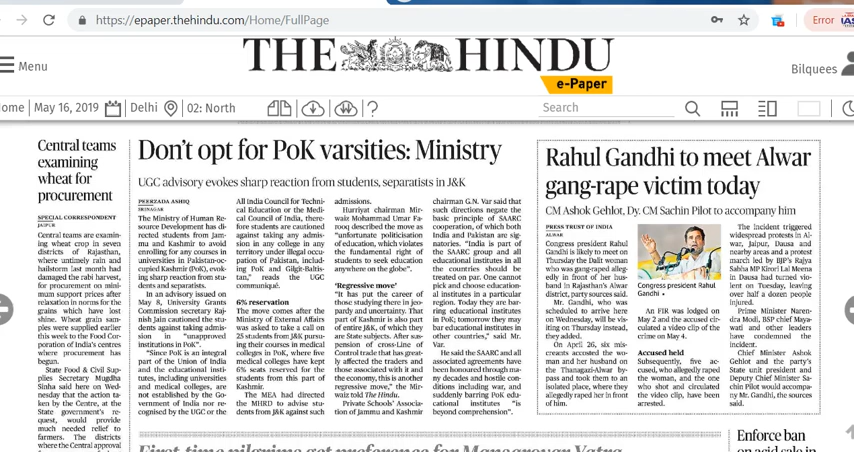 https://epaper.thehindu.com/Home/FullPage
Error
Menu
THE HINDU
e-Paper
Bilquees
ome
May 16, 2019
Delhi
02: North
Search
Central teams
examining
wheat for
procurement
SPECIAL CORRESPONDENT
JAIPUR
Central teams are exami-
ning wheat crop in seven
districts of Rajasthan,
where untimely rain and
hailstorm last month had
damaged the rabi harvest,
for procurement on mini-
mum support prices after
relaxation in norms for the
grains which have lost
shine. Wheat grain sam-
ples were supplied earlier
this week to the Food Cor-
poration of India's centres
where procurement has
begun.
State Food & Civil Sup-
plies Secretary Mugdha
Sinha said here on Wed-
nesday that the action ta-
ken by the Centre, at the
State government's re-
quest, would provide
much needed relief to
farmers. The districts
where the Central approval
Don't opt for PoK varsities: Ministry
UGC advisory evokes sharp reaction from students, separatists in J&K
PEERZADA ASHIQ
SRINAGAR
The Ministry of Human Re-
source Development has di-
rected students from Jam-
mu and Kashmir to avoid
enrolling for any courses in
universities in Pakistan-oc-
cupied Kashmir (PoK), evok-
ing sharp reaction from stu-
dents and separatists.
In an advisory issued on
May 8, University Grants
Commission secretary Raj-
nish Jain cautioned the stu-
dents against taking admis-
sion in "unapproved
institutions in PoK".
"Since PoK is an integral
part of the Union of India
and the educational insti-
tutes, including universities
and medical colleges, are
not established by the Go-
vernment of India nor re-
cognised by the UGC or the
All India Council for Techni-
cal Education or the Medi-
cal Council of India, there-
fore students are cautioned
against taking any admis-
sion in any college in any
territory under illegal occu-
pation of Pakistan, includ-
ing PoK and Gilgit-Baltis-
tan," reads the UGC
communiqué.
6% reservation
The move comes after the
Ministry of External Affairs
was asked to take a call on
25 students from J&K pursu-
ing their courses in medical
colleges in PoK, where five
medical colleges have kept
6% seats reserved for the
students from this part of
Kashmir.
The MEA had directed
the MHRD to advise stu-
dents from J&K against such
admissions.
Hurriyat chairman Mir-
waiz Mohammad Umar Fa-
rooq described the move as
"unfortunate politicisation
of education, which violates
the fundamental right of
students to seek education
anywhere on the globe".
'Regressive move'
"It has put the career of
those studying there in jeo-
pardy and uncertainty. That
part of Kashmir is also part
of entire J&K, of which they
are State subjects. After sus-
pension of cross-Line of
Control trade that has great-
ly affected the traders and
those associated with it and
the economy, this is another
regressive move," the Mir-
waiz told The Hindu.
Private Schools' Associa-
tion of Jammu and Kashmir
chairman G.N. Var said that
such directions negate the
basic principle of SAARC
cooperation, of which both
India and Pakistan are sig-
natories. "India is part of
the SAARC group and all
educational institutes in all
the countries should be
treated on par. One cannot
pick and choose education-
al institutes in a particular
region. Today they are bar-
ring educational institutes
in PoK; tomorrow they may
bar educational institutes in
other countries," said Mr.
Var.
He said the SAARC and all
associated agreements have
been honoured through ma-
ny decades and hostile con-
ditions including war, and
suddenly barring PoK edu-
cational institutes "is
beyond comprehension".
Rahul Gandhi to meet Alwar
gang-rape victim today
CM Ashok Gehlot, Dy. CM Sachin Pilot to accompany him
PRESS TRUST OF INDIA
ALWAR
Congress president Rahul
Gandhi is likely to meet on
Thursday the Dalit woman
who was gang-raped alleg-
edly in front of her hus-
band in Rajasthan's Alwar
district, party sources said.
Mr. Gandhi, who was
scheduled to arrive here
on Wednesday, will be vis-
iting on Thursday instead,
they added.
On April 26, six mis-
creants accosted the wo-
man and her husband on
the Thanagazi-Alwar by-
pass and took them to an
isolated place, where they
allegedly raped her in front
of him.
Congress president Rahul
Gandhi
An FIR was lodged on
May 2 and the accused cir-
culated a video clip of the
crime on May 4.
Accused held
Subsequently, five ac-
cused, who allegedly raped
the woman, and the one
who shot and circulated
the video clip, have been
arrested.
The incident triggered
widespread protests in Al-
war, Jaipur, Dausa and
nearby areas and a protest
march led by BJP's Rajya
Sabha MP Kirori Lal Meena
in Dausa had turned viol-
ent on Tuesday, leaving
over half a dozen people
injured.
Prime Minister Naren-
dra Modi, BSP chief Maya-
wati and other leaders
have condemned the
incident.
Chief Minister Ashok
Gehlot and the party's
State unit president and
Deputy Chief Minister Sa-
chin Pilot would accompa-
ny Mr. Gandhi, the sources
said.
First-time pilgrims get preference for Mansarovar Yatra
Enforce ban
on acid sale in